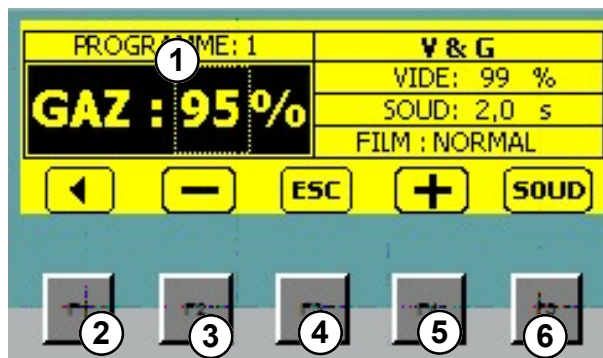 PROGRAMME: 1
V & G
GAZ : 95 %
VIDE: 99 %
SOUD: 2,0 s
FILM : NORMAL
ESC
SOUD
1
2
3
4
5
6